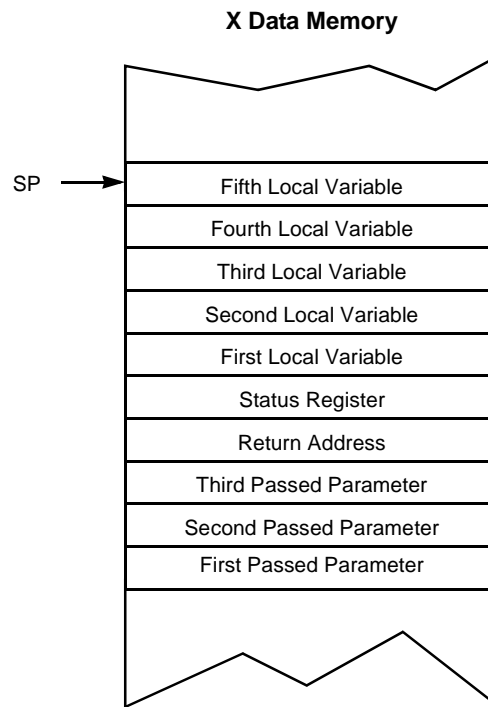 X Data Memory
SP
Fifth Local Variable
Fourth Local Variable
Third Local Variable
Second Local Variable
First Local Variable
Status Register
Return Address
Third Passed Parameter
Second Passed Parameter
First Passed Parameter